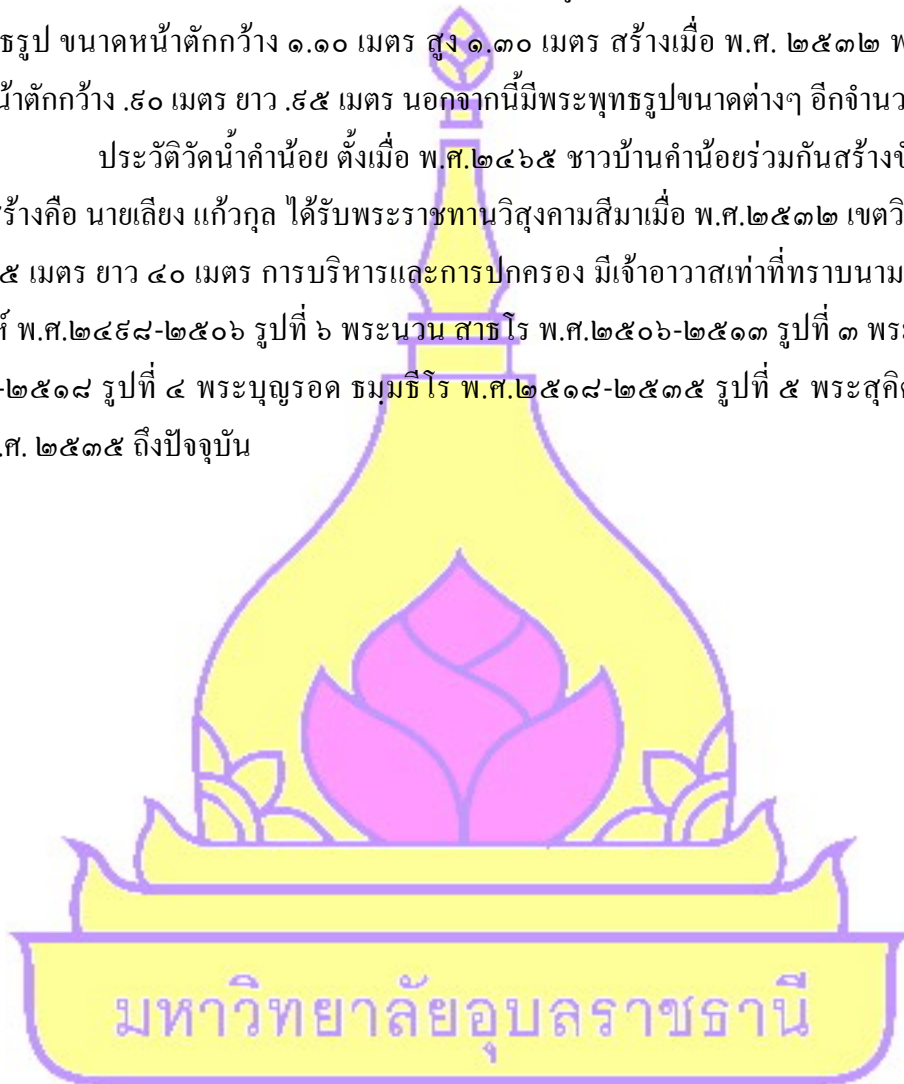 ธรูป ขนาดหน้าตักกว้าง ๑.๑๐ เมตร สูง ๑.๓๐ เมตร สร้างเมื่อ พ.ศ. ๒๕๓๒ พ
น้าตักกว้าง .๙๐ เมตร ยาว .๙๕ เมตร นอกจากนี้มีพระพุทธรูปขนาดต่างๆ อีกจำนว
ประวัติวัดน้ำคำน้อย ตั้งเมื่อ พ.ศ.๒๔๖๕ ชาวบ้านคำน้อยร่วมกันสร้างขึ
ร้างคือ นายเลียง แก้วกุล ได้รับพระราชทานวิสุงคามสีมาเมื่อ พ.ศ.๒๕๓๒ เขตวิ
๕ เมตร ยาว ๔๐ เมตร การบริหารและการปกครอง มีเจ้าอาวาสเท่าที่ทราบนาม
ห์ พ.ศ.๒๔๙๘-๒๕๐๖ รูปที่ ๖ พระนวน สาธโร พ.ศ.๒๕๐๖-๒๕๑๓ รูปที่ ๓ พระ
-๒๕๑๘ รูปที่ ๔ พระบุญรอด ธมฺมธีโร พ.ศ.๒๕๑๘-๒๕๓๕ รูปที่ ๕ พระสุคิต
.ศ. ๒๕๓๕ ถึงปัจจุบัน
มหาวิทยาลัยอุบลราชธานี